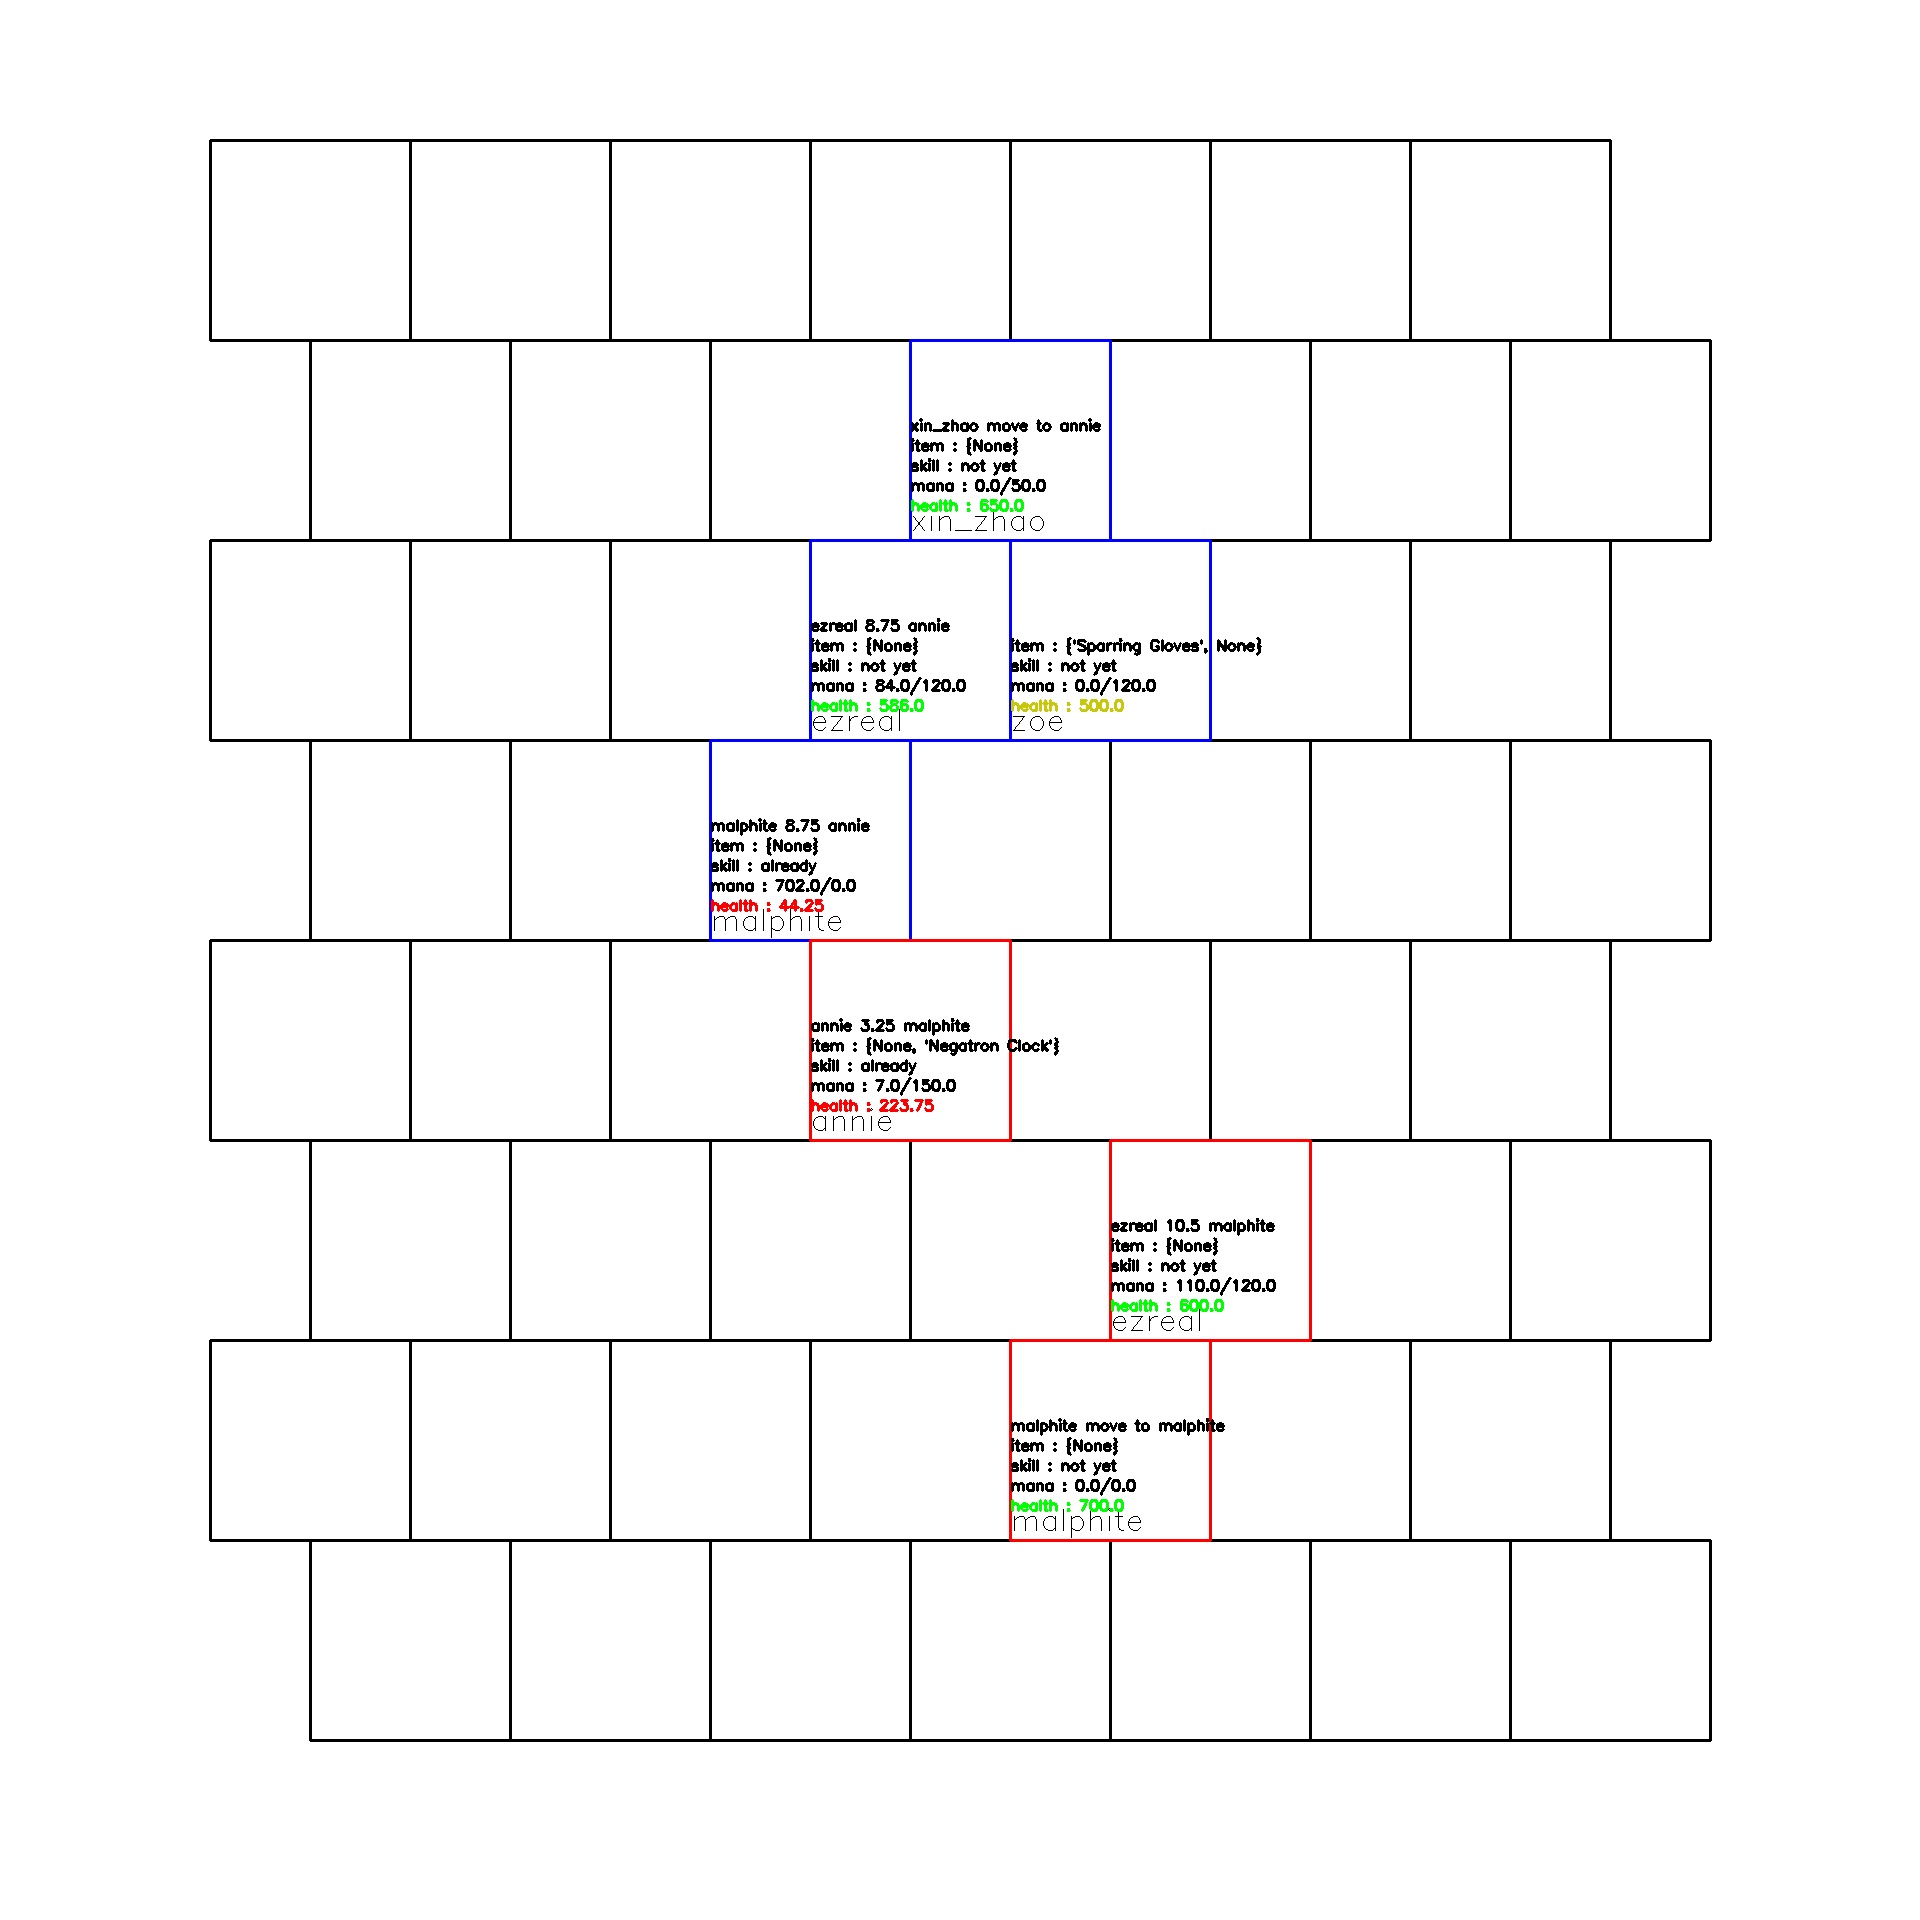 xin_zhao move to annie
item : {None}
skill : not yet
mana : 0.0/50.0
health : 650.0
xin_zhao
ezreal 8.75 annie
item : {None}
skill : not yet
mana : 84.0/120.0
health : 586.0
ezreal
item : {'Sparring Gloves', None}
skill : not yet
mana : 0.0/120.0
health : 500.0
zoe
malphite 8.75 annie
item : {None}
skill : already
mana : 702.0/0.0
health : 44.25
malphite
annie 3.25 malphite
item : {None, 'Negatron Clock'}
skill : already
mana : 7.0/150.0
health : 223.75
annie
ezreal 10.5 malphite
item : {None}
skill : not yet
mana : 110.0/120.0
health : 600.0
ezreal
malphite move to malphite
item : {None}
skill : not yet
mana : 0.0/0.0
health : 700.0
malphite